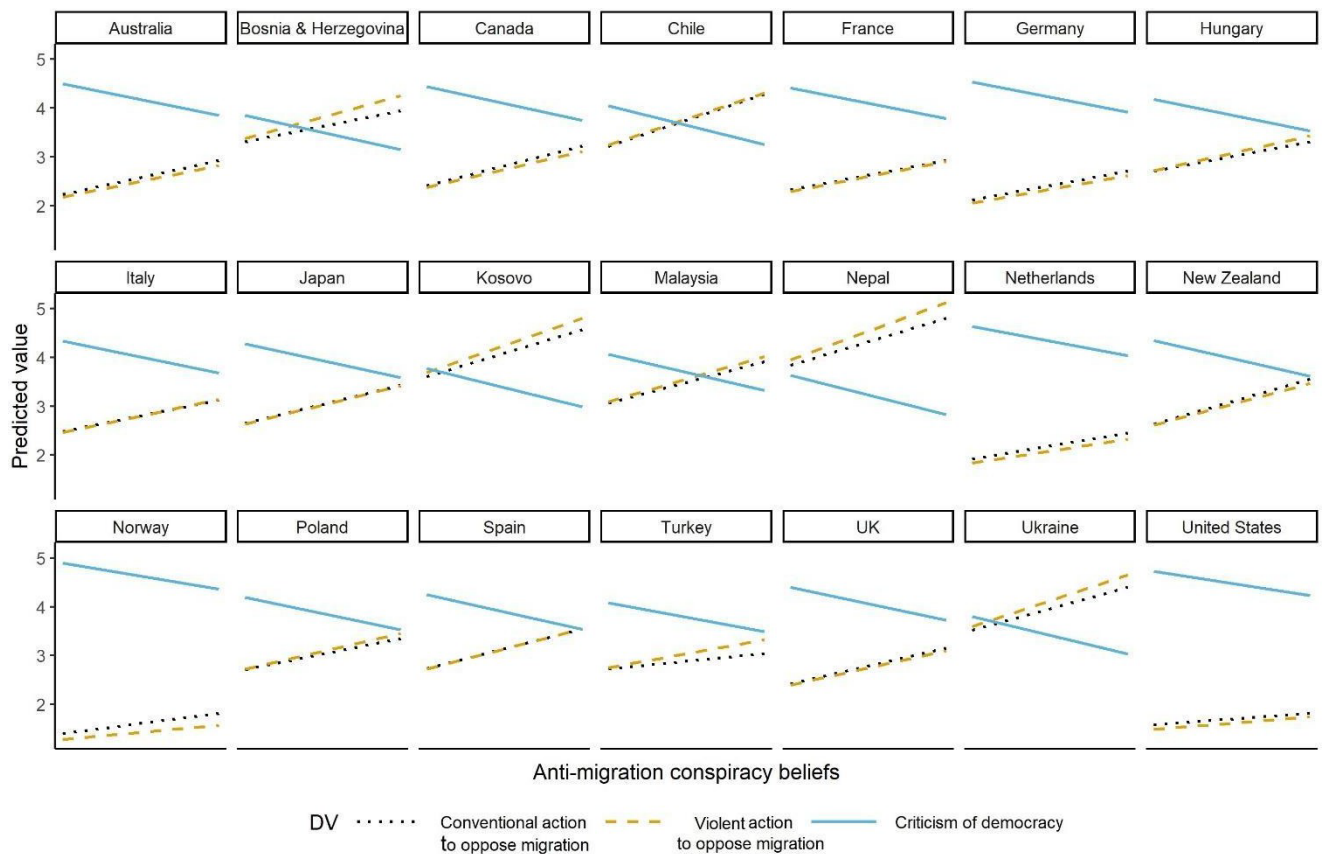 Australia
Bosnia & Herzegovina
Canada
Chile
France
Germany
Hungary
5
4
3
2
Italy
Japan
Kosovo
Malaysia
Nepal
Netherlands
New Zealand
5
4
3
2
Predicted value
Norway
Poland
Spain
Turkey
UK
Ukraine
United States
5
4
3
2
Anti-migration conspiracy beliefs
DV
Conventional action
to oppose migration
Violent action
to oppose migration
Criticism of democracy